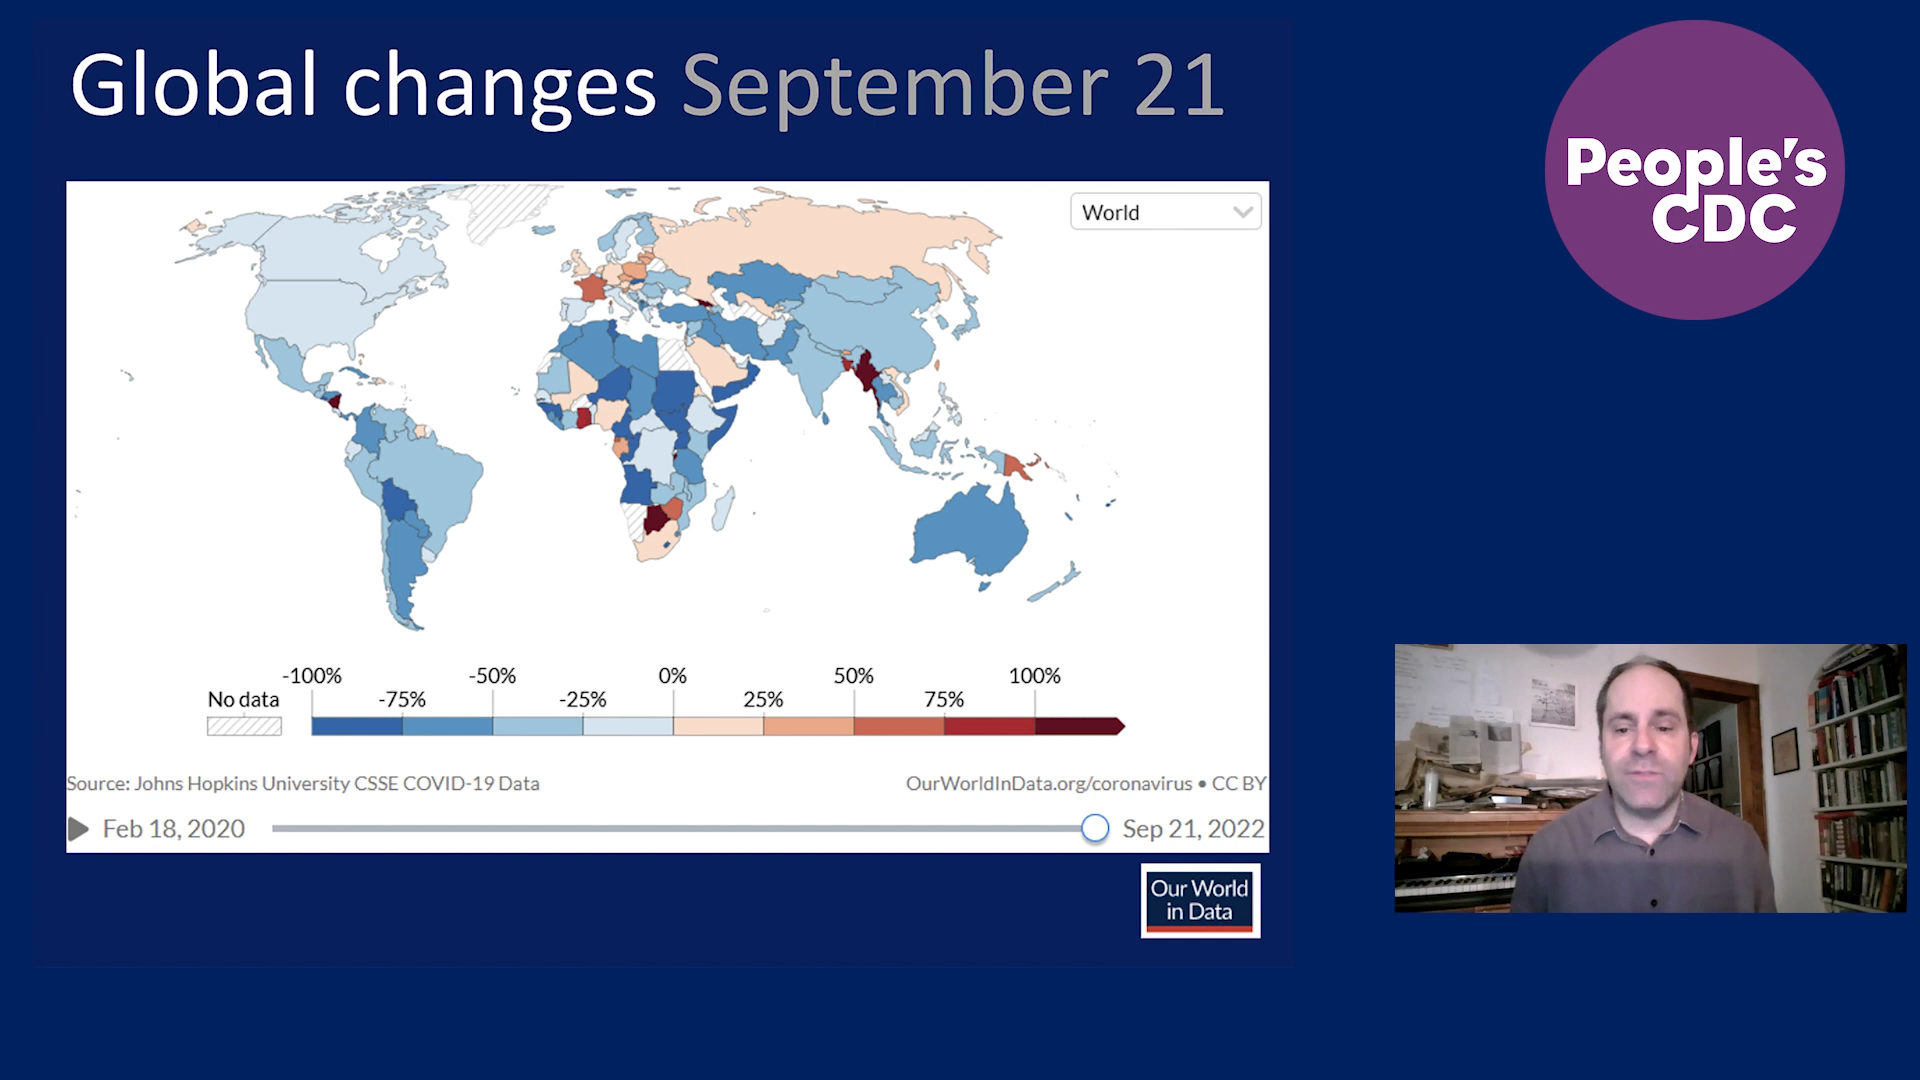 Global changes September 21
People's
CDC
World
-100% -50% 0% 50% 100%
No data -75% -25% 25% 75%
Source: Johns Hopkins University CSSE COVID-19 Data
OurWorldInData.org/coronavirus • CC BY
Feb 18, 2020
Sep 21, 2022
Our World
in Data